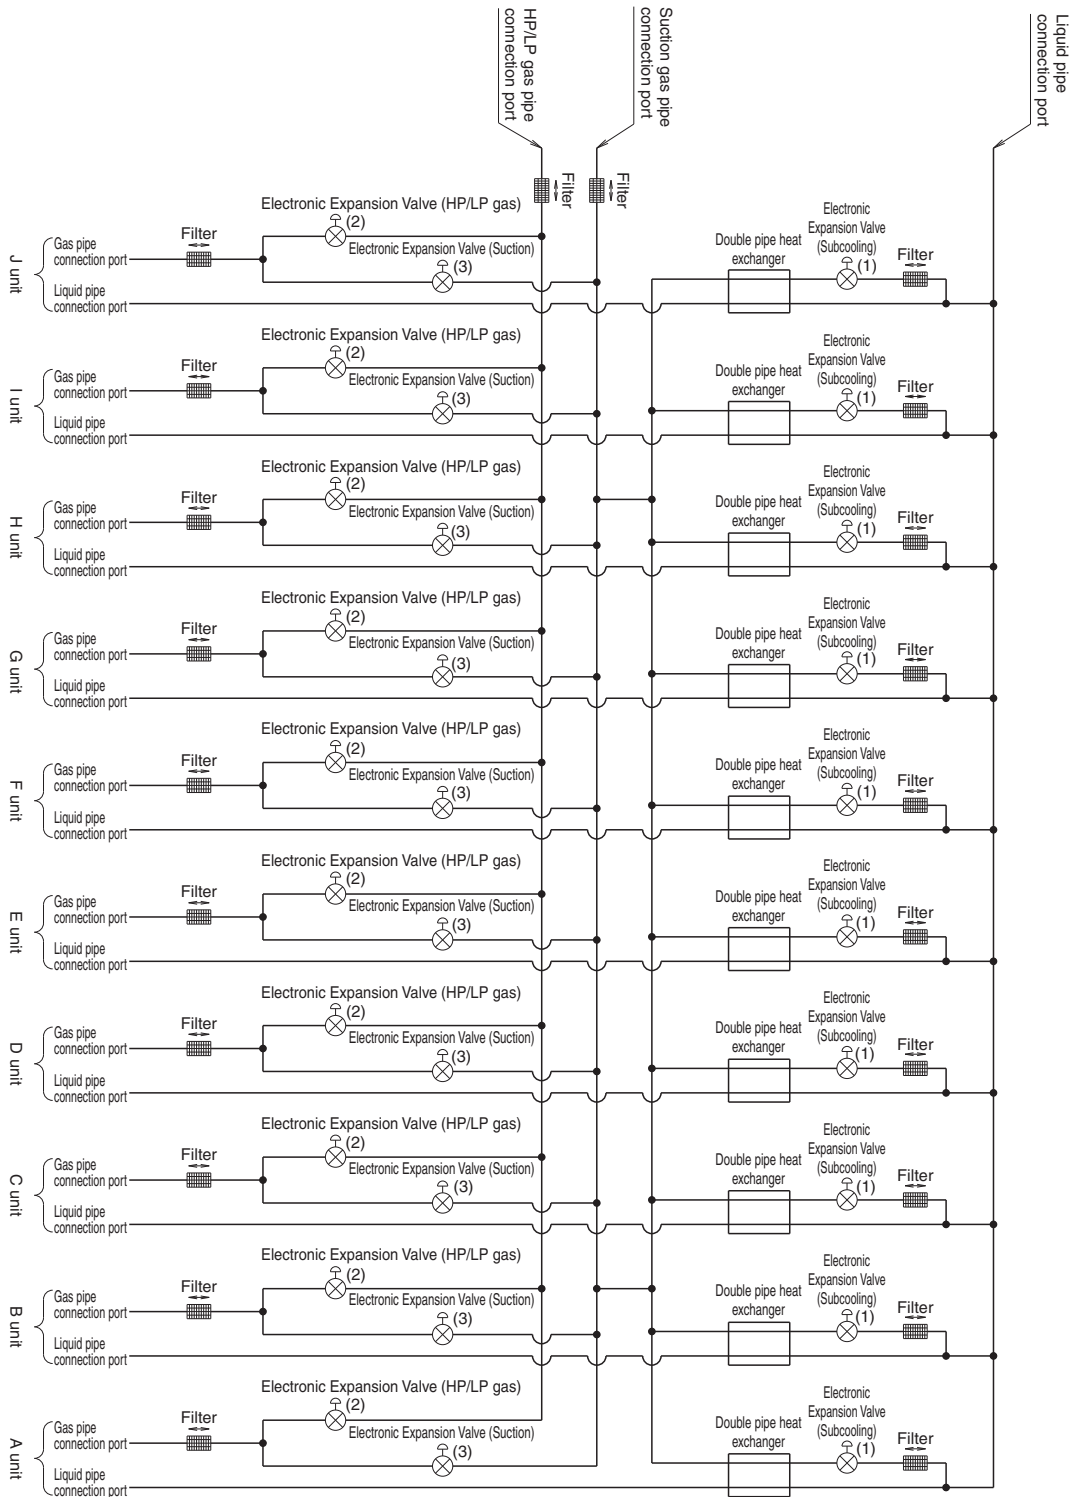 HP/LP gas pipe
connection port
Suction gas pipe
connection port
Liquid pipe
connection port
Filter
Filter
Electronic Expansion Valve (HP/LP gas)
(2)
Electronic Expansion Valve (Suction)
(3)
Double pipe heat
exchanger
Electronic
Expansion Valve
(Subcooling)
(1)
Filter
Filter
Gas pipe
connection port
Liquid pipe
connection port
J unit
Electronic Expansion Valve (HP/LP gas)
(2)
Electronic Expansion Valve (Suction)
(3)
Double pipe heat
exchanger
Electronic
Expansion Valve
(Subcooling)
(1)
Filter
Filter
Gas pipe
connection port
Liquid pipe
connection port
I unit
Electronic Expansion Valve (HP/LP gas)
(2)
Electronic Expansion Valve (Suction)
(3)
Double pipe heat
exchanger
Electronic
Expansion Valve
(Subcooling)
(1)
Filter
Filter
Gas pipe
connection port
Liquid pipe
connection port
H unit
Electronic Expansion Valve (HP/LP gas)
(2)
Electronic Expansion Valve (Suction)
(3)
Double pipe heat
exchanger
Electronic
Expansion Valve
(Subcooling)
(1)
Filter
Filter
Gas pipe
connection port
Liquid pipe
connection port
G unit
Electronic Expansion Valve (HP/LP gas)
(2)
Electronic Expansion Valve (Suction)
(3)
Double pipe heat
exchanger
Electronic
Expansion Valve
(Subcooling)
(1)
Filter
Filter
Gas pipe
connection port
Liquid pipe
connection port
F unit
Electronic Expansion Valve (HP/LP gas)
(2)
Electronic Expansion Valve (Suction)
(3)
Double pipe heat
exchanger
Electronic
Expansion Valve
(Subcooling)
(1)
Filter
Filter
Gas pipe
connection port
Liquid pipe
connection port
E unit
Electronic Expansion Valve (HP/LP gas)
(2)
Electronic Expansion Valve (Suction)
(3)
Double pipe heat
exchanger
Electronic
Expansion Valve
(Subcooling)
(1)
Filter
Filter
Gas pipe
connection port
Liquid pipe
connection port
D unit
Electronic Expansion Valve (HP/LP gas)
(2)
Electronic Expansion Valve (Suction)
(3)
Double pipe heat
exchanger
Electronic
Expansion Valve
(Subcooling)
(1)
Filter
Filter
Gas pipe
connection port
Liquid pipe
connection port
C unit
Electronic Expansion Valve (HP/LP gas)
(2)
Electronic Expansion Valve (Suction)
(3)
Double pipe heat
exchanger
Electronic
Expansion Valve
(Subcooling)
(1)
Filter
Filter
Gas pipe
connection port
Liquid pipe
connection port
B unit
Electronic Expansion Valve (HP/LP gas)
(2)
Electronic Expansion Valve (Suction)
(3)
Double pipe heat
exchanger
Electronic
Expansion Valve
(Subcooling)
(1)
Filter
Filter
Gas pipe
connection port
Liquid pipe
connection port
A unit